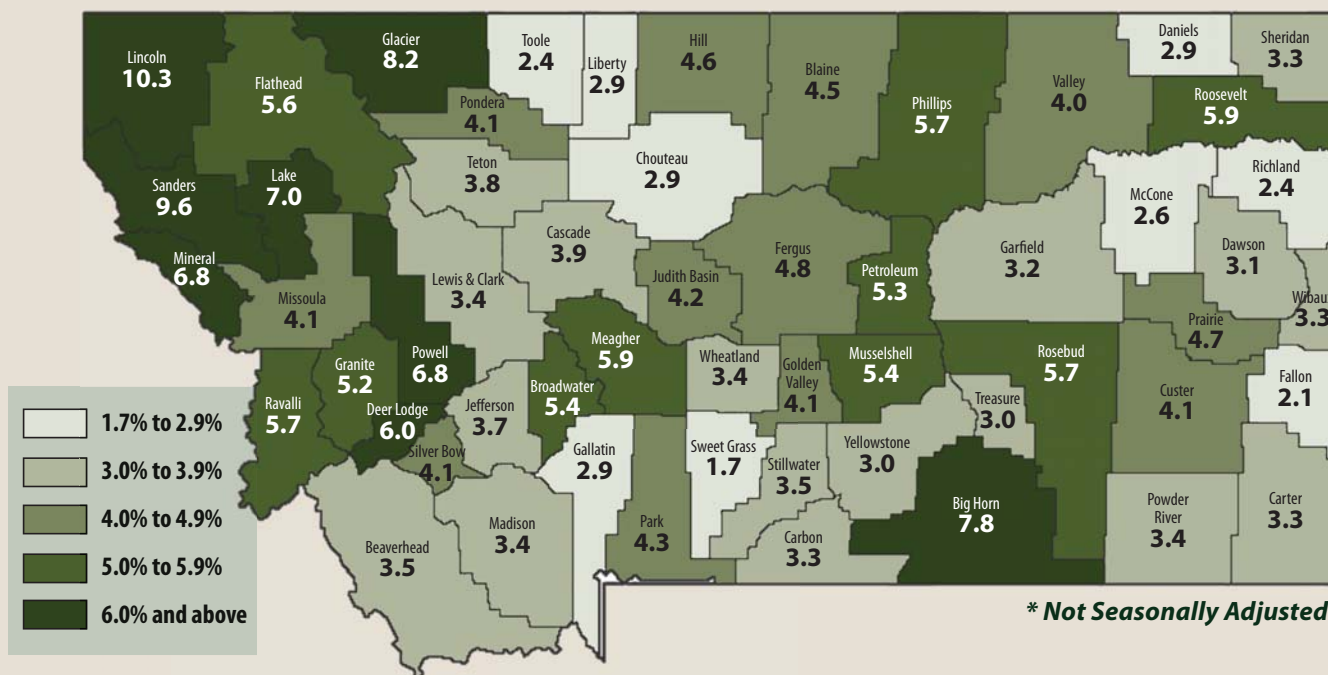 Lincoln
10.3
Flathead
5.6
Glacier
8.2
Toole
2.4
Liberty
2.9
Hill
4.6
Blaine
4.5
Phillips
5.7
Valley
4.0
Daniels
2.9
Sheridan
3.3
Roosevelt
5.9
Pondera
4.1
Teton
3.8
Chouteau
2.9
Sanders
9.6
Lake
7.0
McCone
2.6
Richland
2.4
Mineral
6.8
Missoula
4.1
Lewis & Clark
3.4
Cascade
3.9
Judith Basin
4.2
Fergus
4.8
Petroleum
5.3
Garfield
3.2
Dawson
3.1
Wibaux
3.3
Prairie
4.7
Ravalli
5.7
Granite
5.2
Powell
6.8
Deer Lodge
6.0
Silver Bow
4.1
Jefferson
3.7
Broadwater
5.4
Meagher
5.9
Wheatland
3.4
Golden
Valley
4.1
Musselshell
5.4
Treasure
3.0
Rosebud
5.7
Custer
4.1
Fallon
2.1
Gallatin
2.9
Sweet Grass
1.7
Stillwater
3.5
Yellowstone
3.0
Beaverhead
3.5
Madison
3.4
Park
4.3
Carbon
3.3
Big Horn
7.8
Powder
River
3.4
Carter
3.3
1.7% to 2.9%
3.0% to 3.9%
4.0% to 4.9%
5.0% to 5.9%
6.0% and above
* Not Seasonally Adjusted